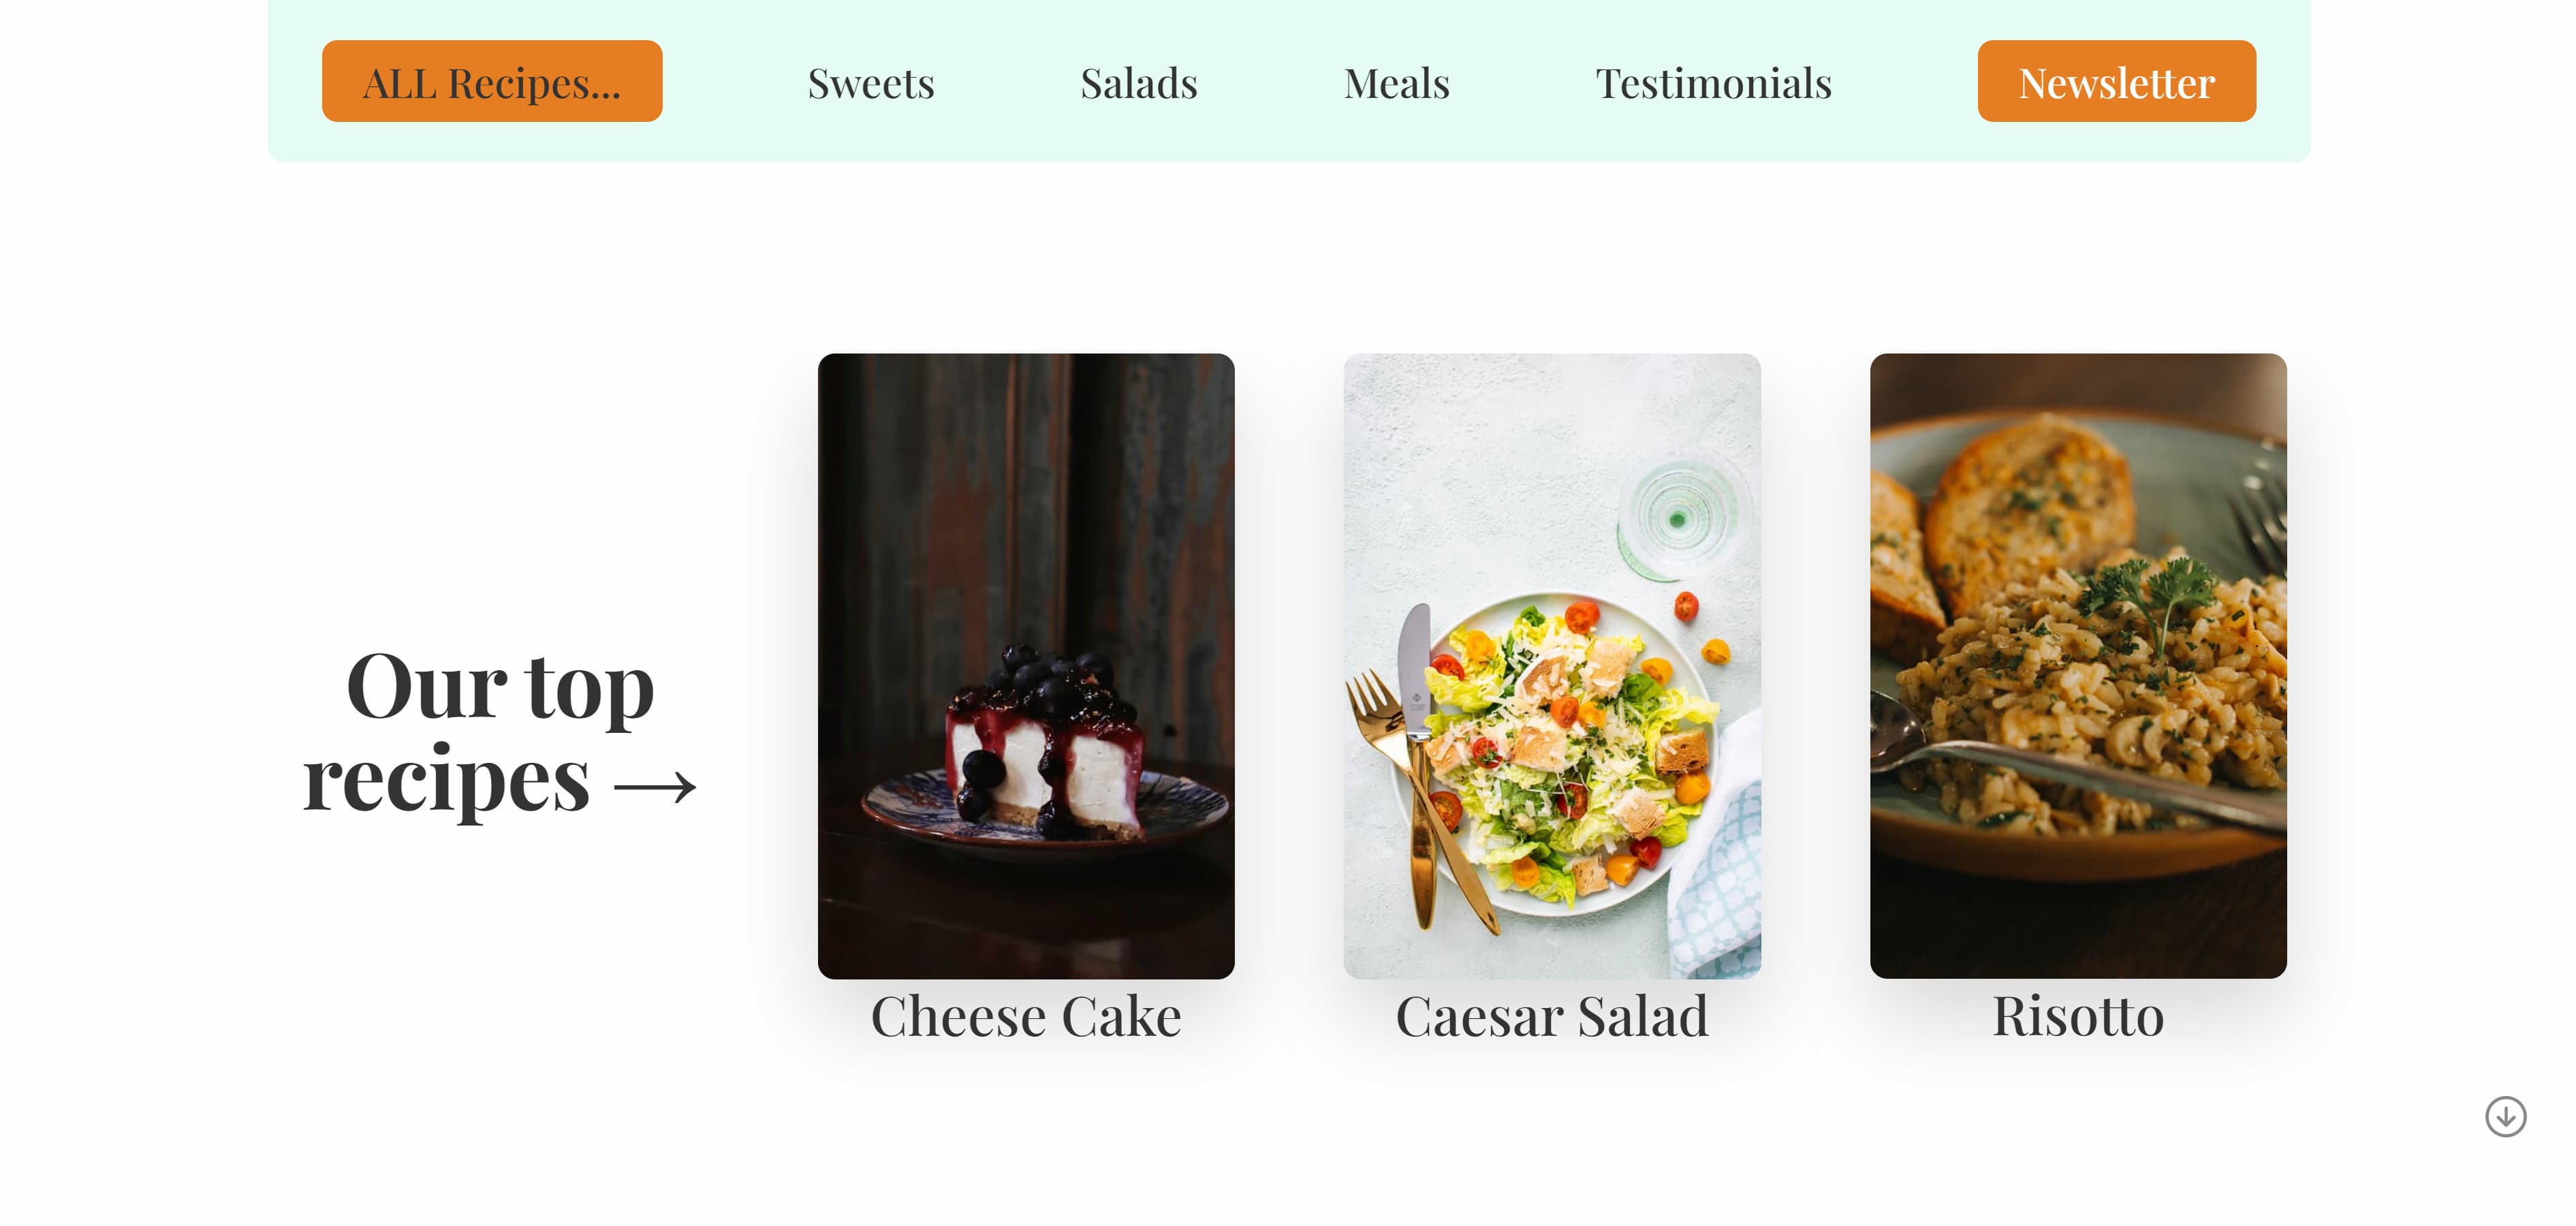 ALL Recipes...
Sweets
Salads
Meals
Testimonials
Newsletter
Our top
recipes →
Cheese Cake
Caesar Salad
Risotto